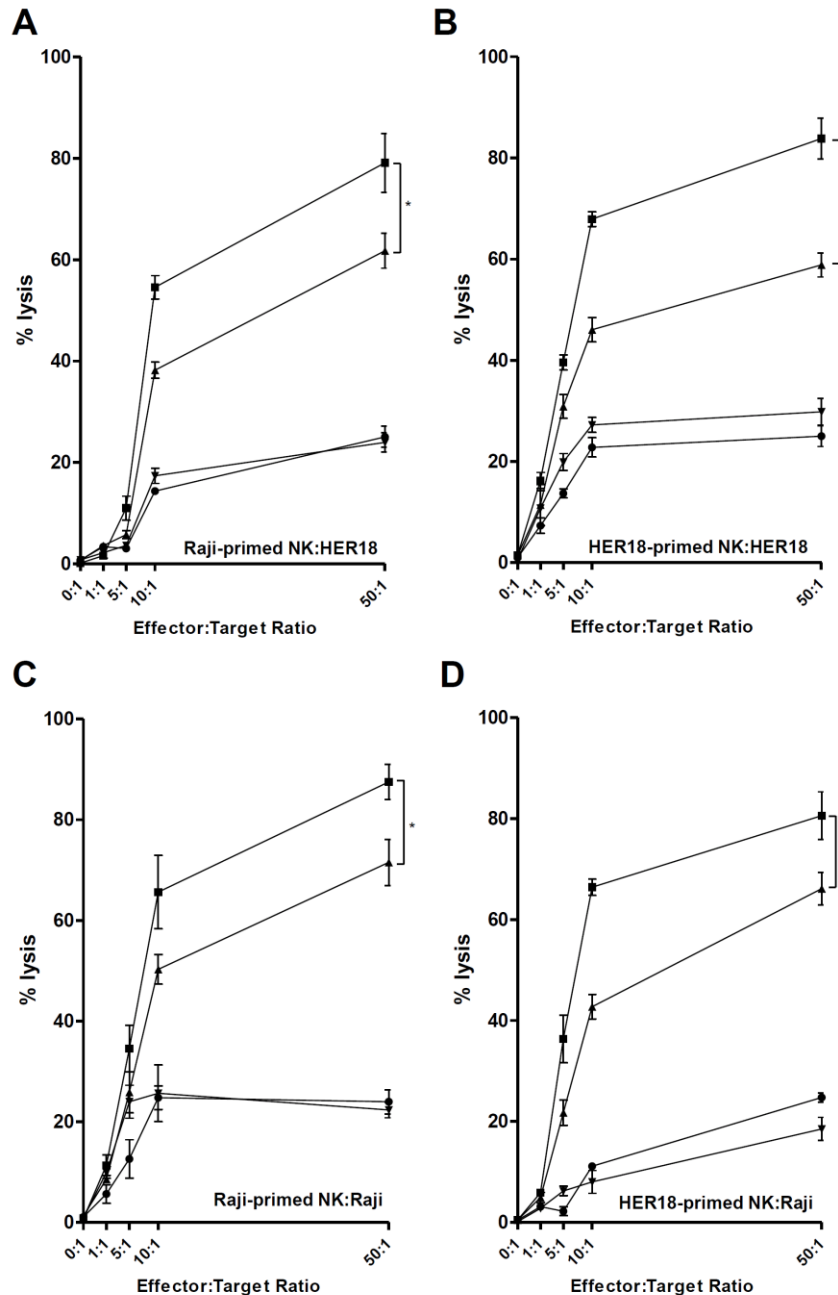 A
100
80
60
40
20
0
% lysis
*
Raji-primed NK:HER18
0:1
1:1
5:1
10:1
50:1
Effector:Target Ratio
B
100
80
60
40
20
0
% lysis
HER18-primed NK:HER18
0:1
1:1
5:1
10:1
50:1
Effector:Target Ratio
C
100
80
60
40
20
0
% lysis
*
Raji-primed NK:Raji
0:1
1:1
5:1
10:1
50:1
Effector:Target Ratio
D
100
80
60
40
20
0
% lysis
HER18-primed NK:Raji
0:1
1:1
5:1
10:1
50:1
Effector:Target Ratio